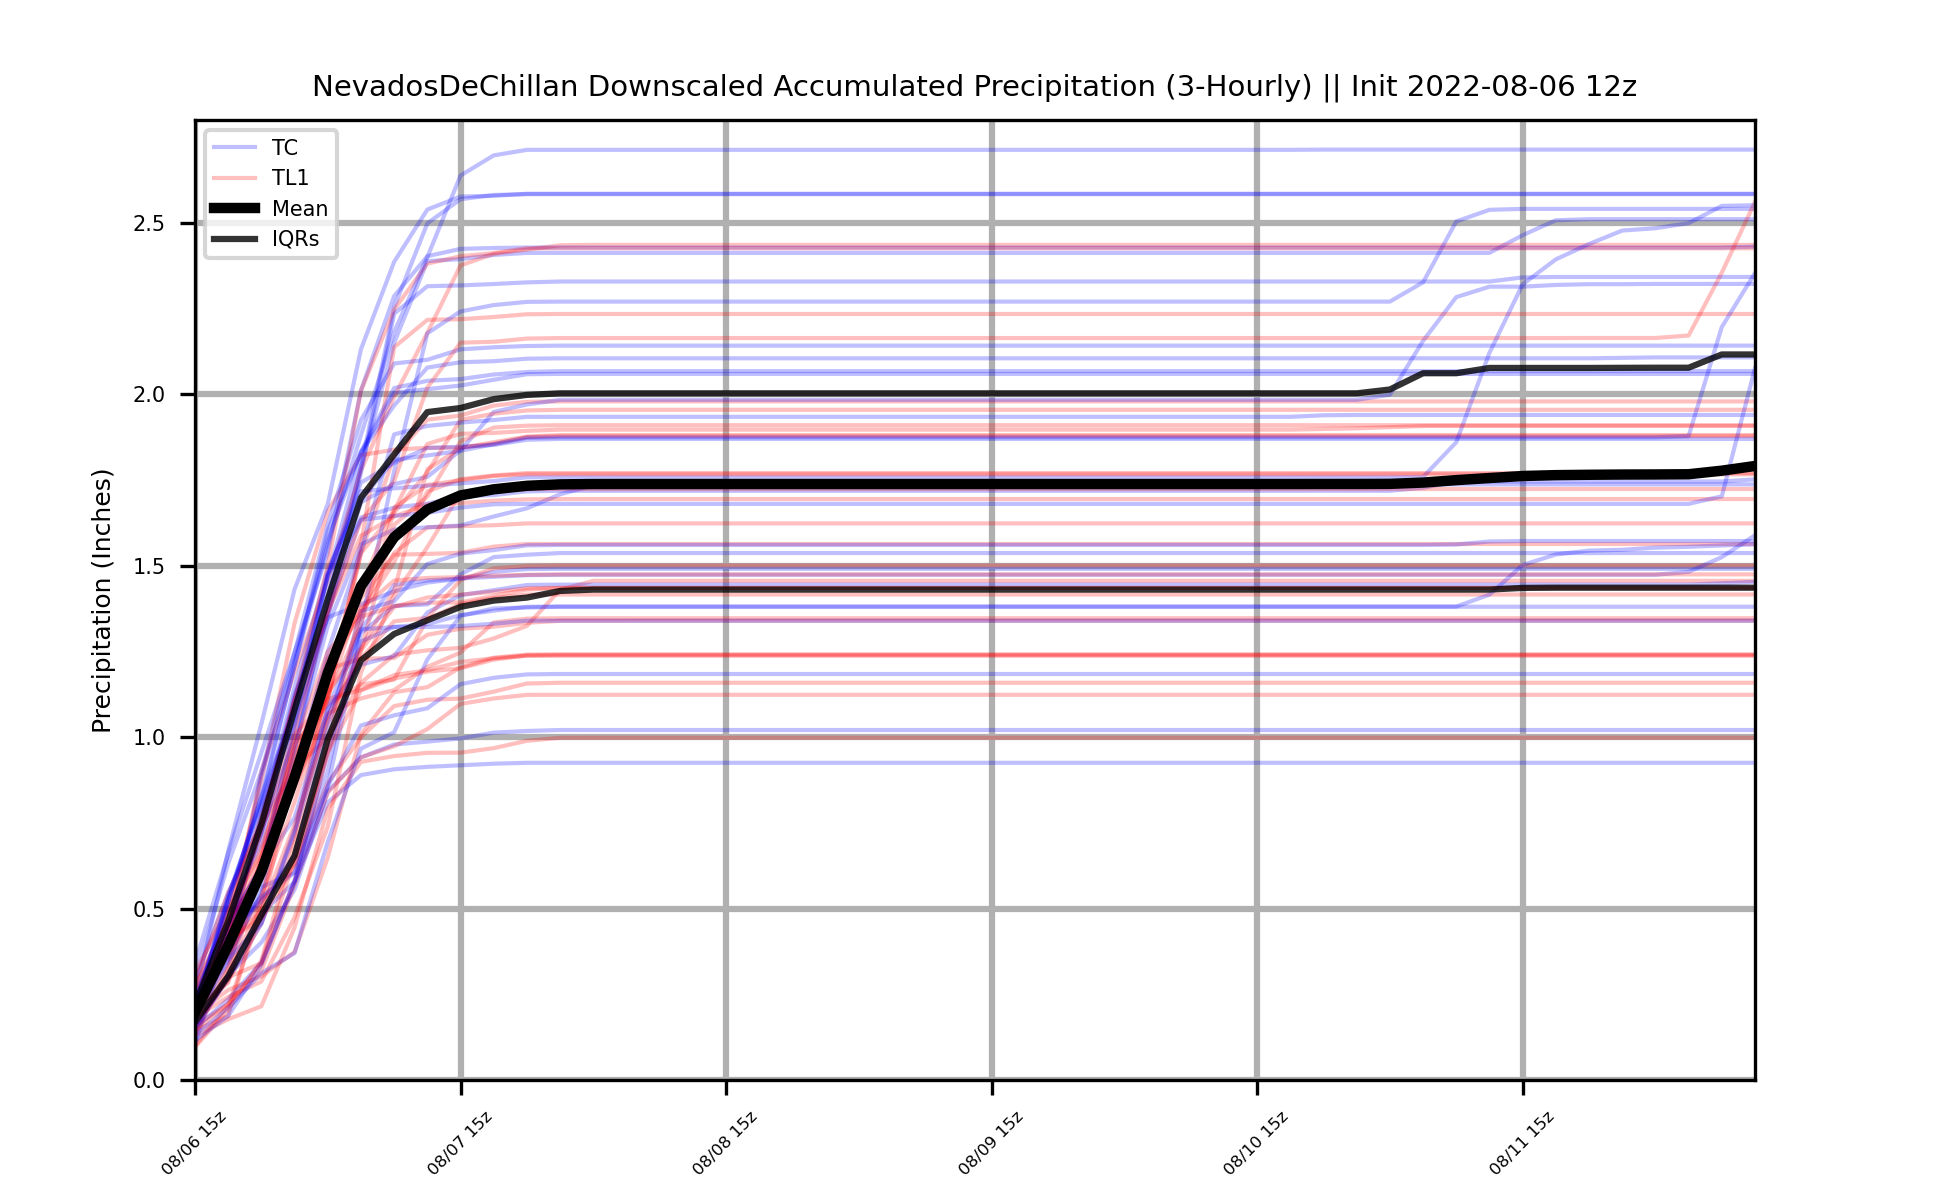 NevadosDeChillan Downscaled Accumulated Precipitation (3-Hourly) || Init 2022-08-06 12z
TC
TL1
Mean
IQRs
Precipitation (Inches)
2.5
2.0
1.5
1.0
0.5
0.0
08/06 15z
08/07 15z
08/08 15z
08/09 15z
08/10 15z
08/11 15z